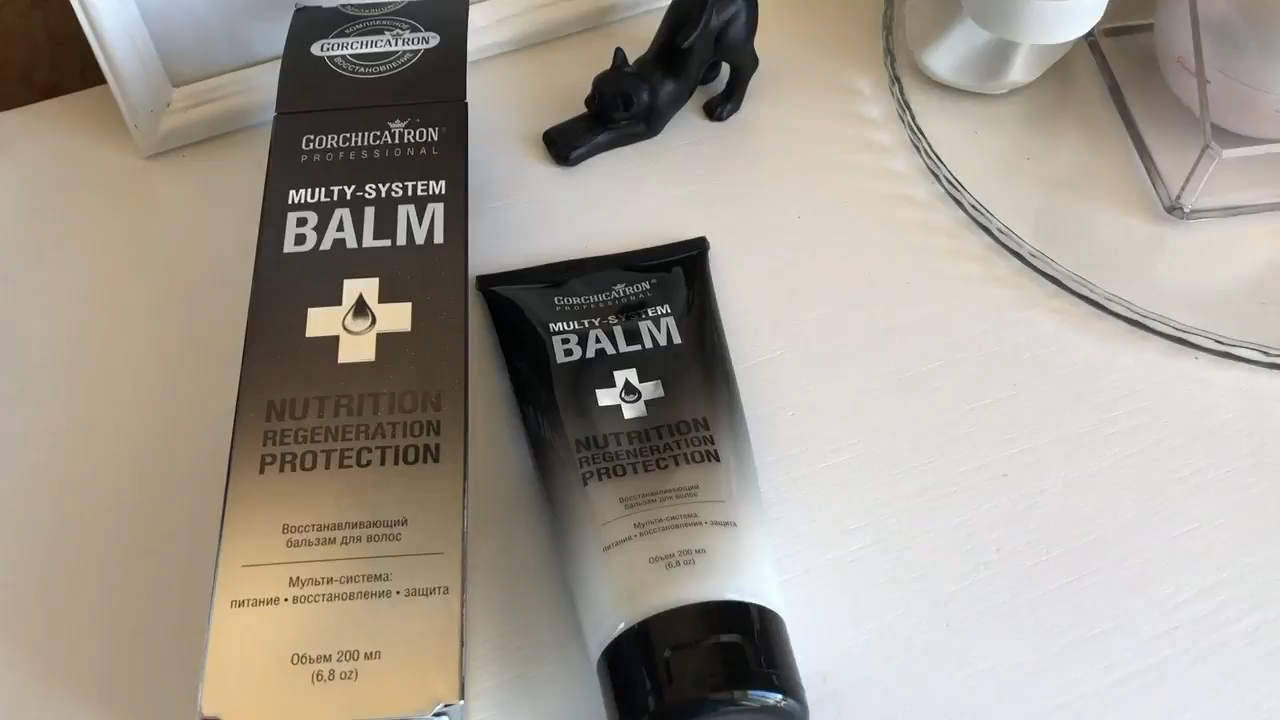 КОМПЛЕКСНОЕ
GORCHICATRON
ВОССТАНОВЛЕНИЕ
GORCHICATRON
PROFESSIONAL
MULTY-SYSTEM
BALM
NUTRITION
REGENERATION
PROTECTION
Восстанавливающий
бальзам для волос
Мульти-система:
питание • восстановление • защита
Объем 200 мл
(6,8 oz)
GORCHICATRON®
PROFESSIONAL
MULTY-SYSTEM
BALM
NUTRITION
REGENERATION
PROTECTION
Восстанавливающий
бальзам для волос
Мульти-система:
питание • восстановление • защита
Объем 200 мл
(6,8 oz)